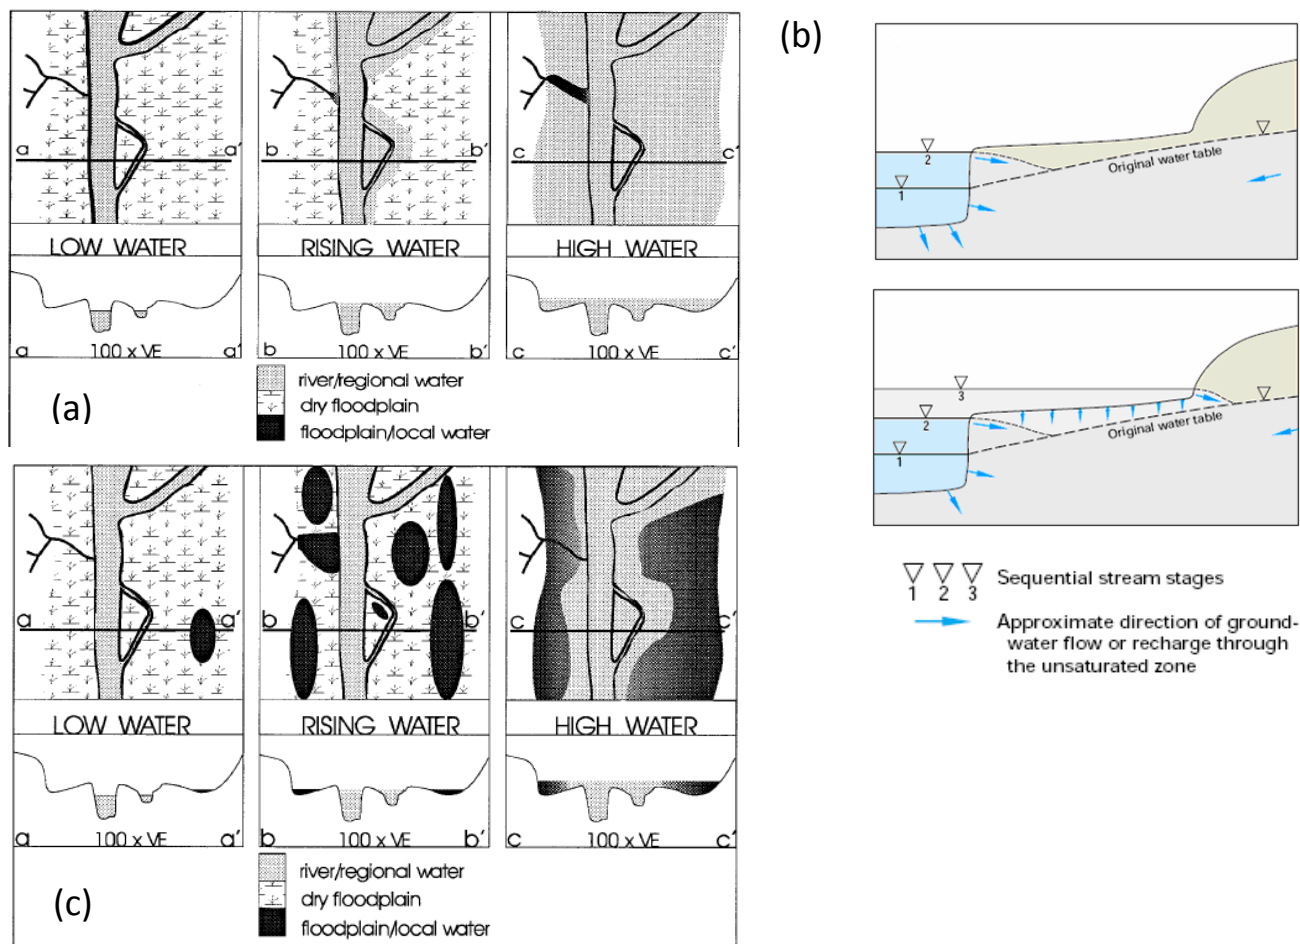 (a)
a a'
b b'
c c'
LOW WATER
RISING WATER
HIGH WATER
a 100 x VE a'
b 100 x VE b'
c 100 x VE c'
river/regional water
dry floodplain
floodplain/local water
(b)
2
1
Original water table
3
2
1
Original water table
1 2 3
Sequential stream stages
Approximate direction of ground-
water flow or recharge through
the unsaturated zone
(c)
a a'
b b'
c c'
LOW WATER
RISING WATER
HIGH WATER
a 100 x VE a'
b 100 x VE b'
c 100 x VE c'
river/regional water
dry floodplain
floodplain/local water